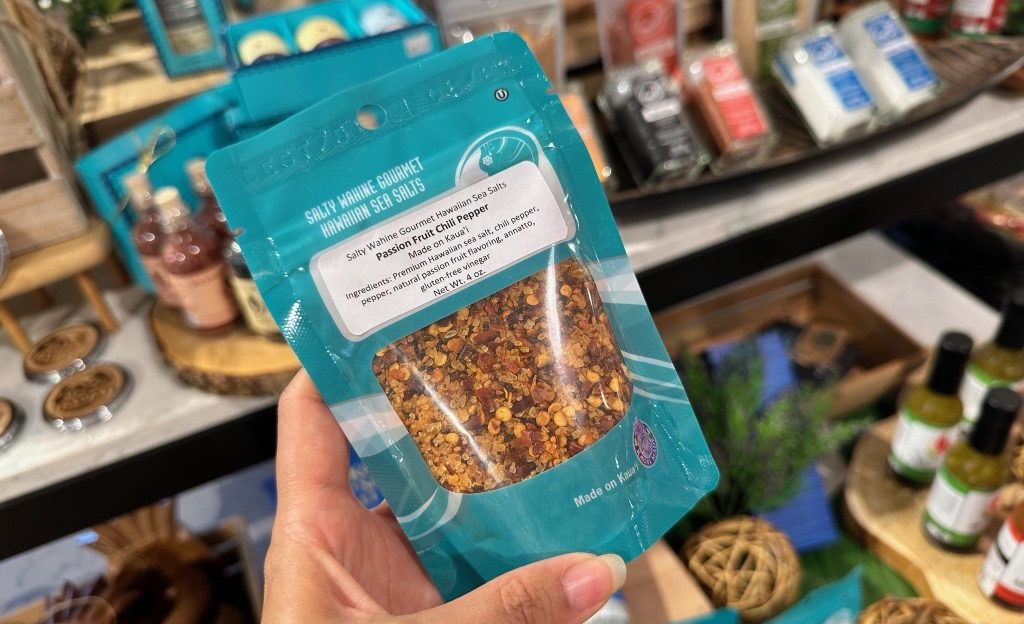 SALTY WAHINE GOURMET
HAWAIIAN SEA SALTS
Salty Wahine Gourmet Hawaiian Sea Salts
Passion Fruit Chili Pepper
Made on Kaua'i
Ingredients: Premium Hawaiian sea salt, chili pepper,
pepper, natural passion fruit flavoring, annatto,
gluten-free vinegar
Net Wt. 4 oz.
Made on Kaua'i